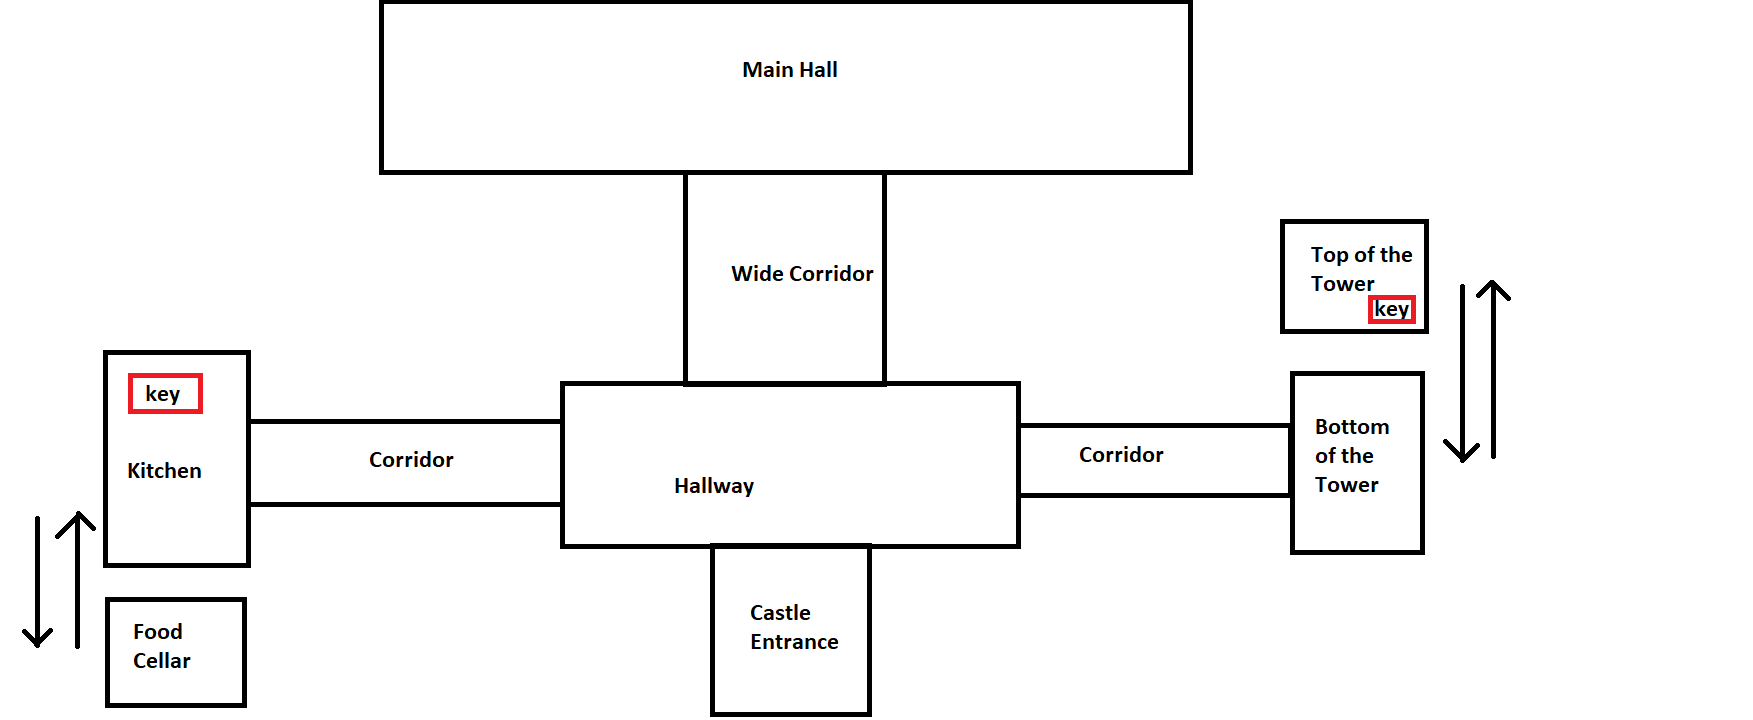 Main Hall
Wide Corridor
Top of the
Tower
key
key
Kitchen
Corridor
Hallway
Corridor
Bottom
of the
Tower
Food
Cellar
Castle
Entrance